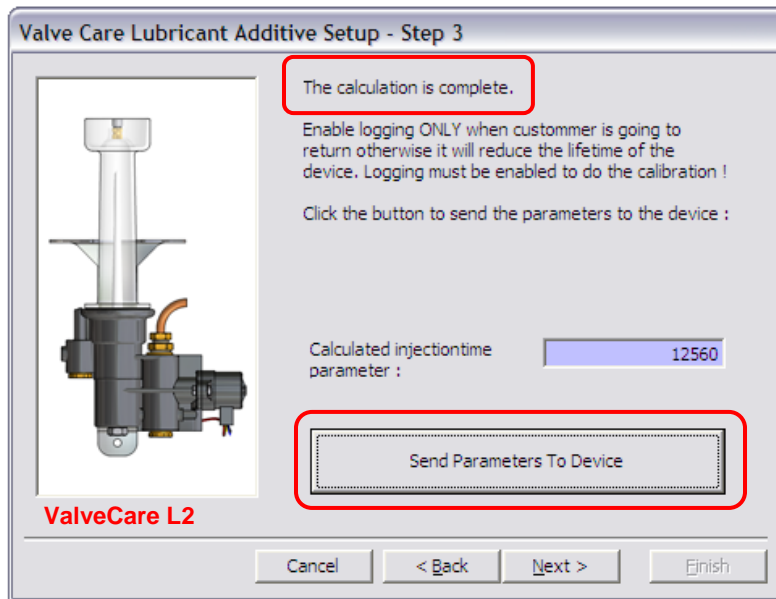 Valve Care Lubricant Additive Setup - Step 3
The calculation is complete.
Enable logging ONLY when custommer is going to
return otherwise it will reduce the lifetime of the
device. Logging must be enabled to do the calibration !
Click the button to send the parameters to the device :
Calculated injectiontime
parameter :
12560
Send Parameters To Device
ValveCare L2
Cancel
< Back
Next >
Finish